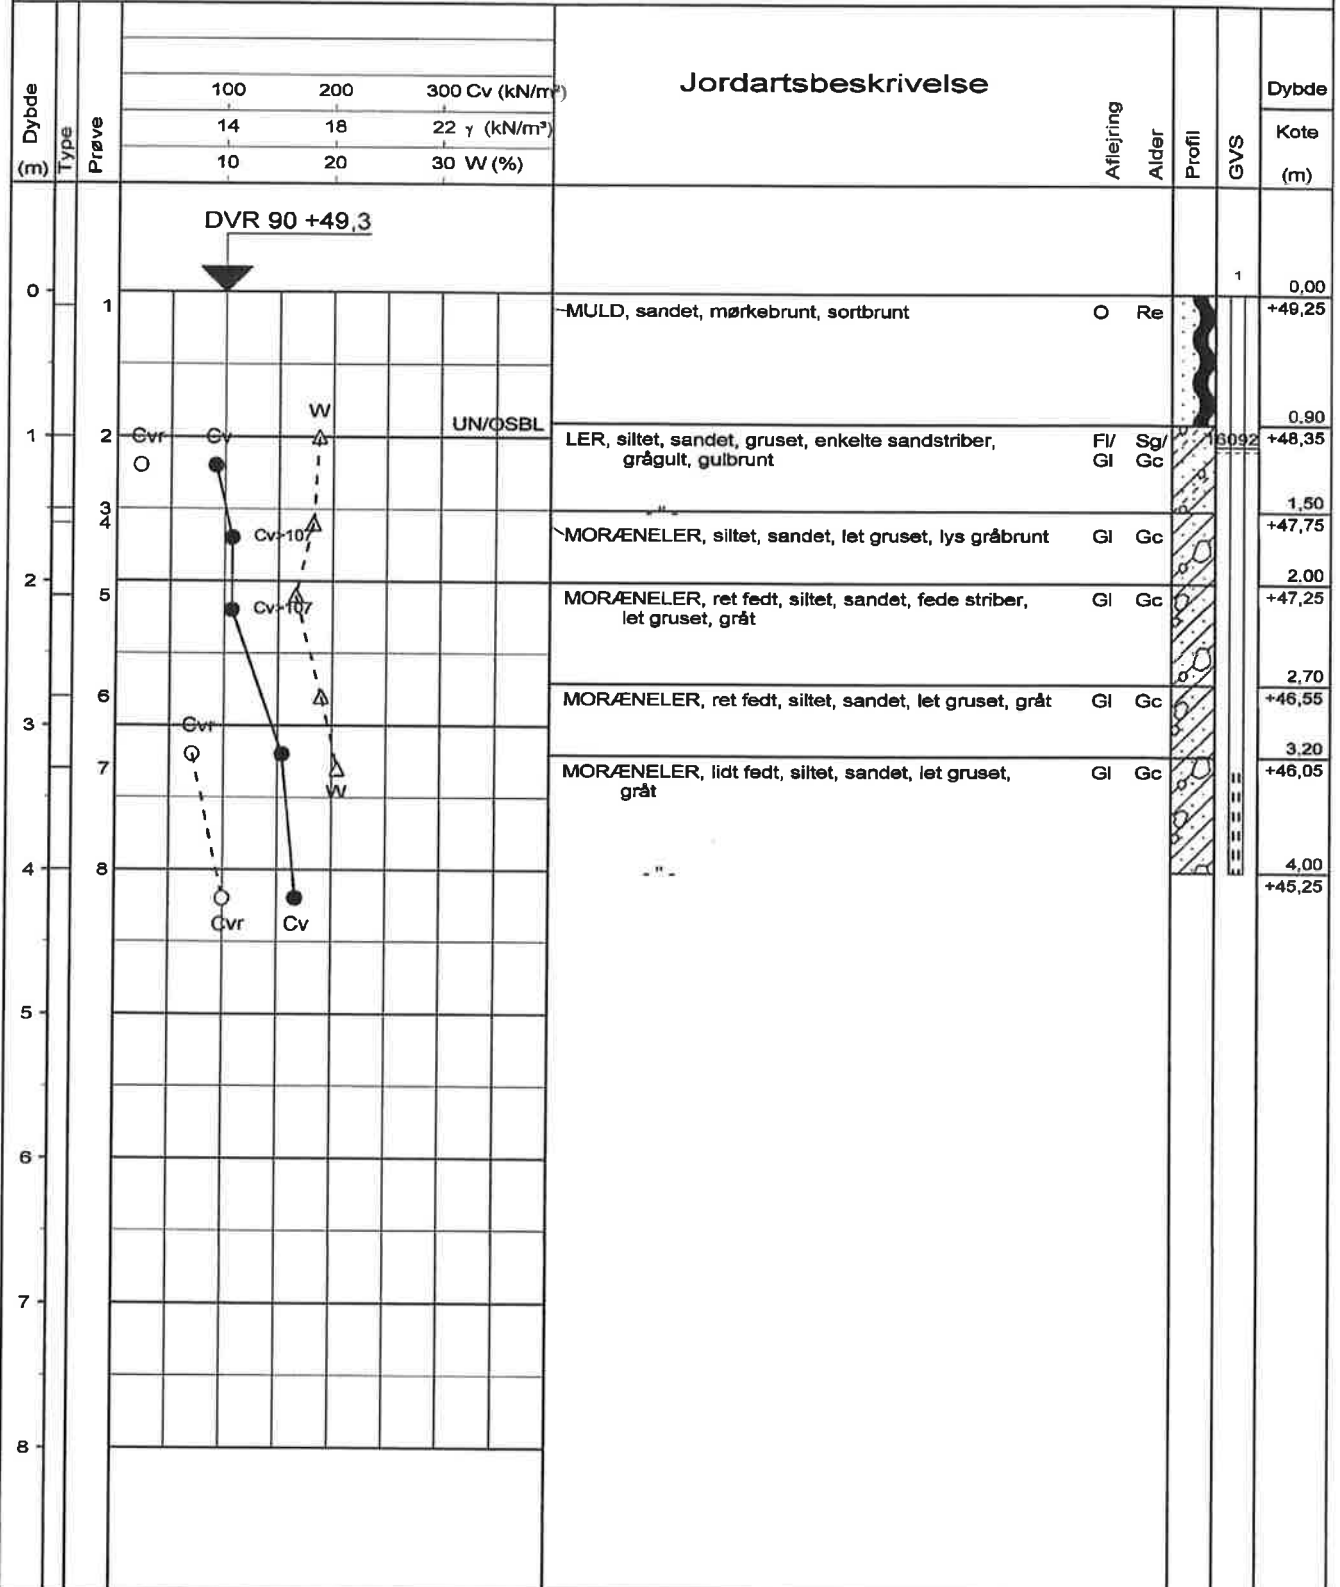 Dybde
(m)
Type
Prøve
100 200 300 Cv (kN/m²)
14 18 22 γ (kN/m³)
10 20 30 W (%)
Jordartsbeskrivelse
Aflejring
Alder
Profil
GVS
Dybde
Kote
(m)
DVR 90 +49,3
1
0 0,00
1 MULD, sandet, mørkebrunt, sortbrunt O Re +49,25
W
0,90
UN/OSBL
1 2 Cvr Cv LER, siltet, sandet, gruset, enkelte sandstriber, Fl/ Sg/ +48,35
grågult, gulbrunt Gl Gc
3 - " - 1,50
4 +47,75
Cv>107 MORÆNELER, siltet, sandet, let gruset, lys gråbrunt Gl Gc
2 2.00
5 MORÆNELER, ret fedt, siltet, sandet, fede striber, Gl Gc +47,25
Cv>107 let gruset, gråt
2,70
6 MORÆNELER, ret fedt, siltet, sandet, let gruset, gråt Gl Gc +46,55
3 Cvr
3,20
7 MORÆNELER, lidt fedt, siltet, sandet, let gruset, Gl Gc +46,05
W gråt
4 8 - " - 4,00
+45,25
Cvr Cv
5
6
7
8